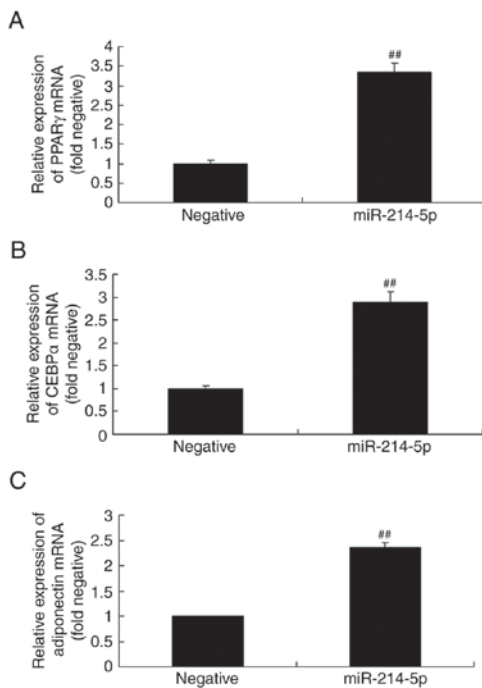 A
Relative expression
of PPARγ mRNA
(fold negative)
4
3.5
3
2.5
2
1.5
1
0.5
0
##
Negative
miR-214-5p
B
Relative expression
of CEBPα mRNA
(fold negative)
3.5
3
2.5
2
1.5
1
0.5
0
##
Negative
miR-214-5p
C
Relative expression of
adiponectin mRNA
(fold negative)
3
2.5
2
1.5
1
0.5
0
##
Negative
miR-214-5p